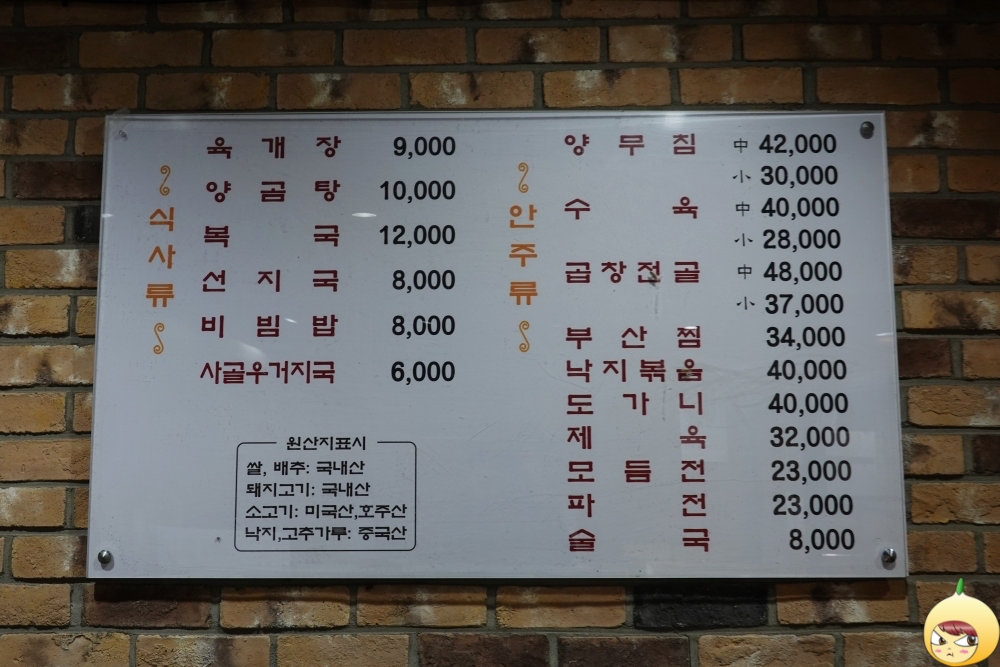 식사류
육개장 9,000
양곰탕 10,000
복국 12,000
선지국 8,000
비빔밥 8,000
사골우거지국 6,000
원산지표시
쌀, 배추: 국내산
돼지고기: 국내산
소고기: 미국산,호주산
낙지,고추가루: 중국산
안주류
양무침 中 42,000
小 30,000
수육 中 40,000
小 28,000
곱창전골 中 48,000
小 37,000
부산찜 34,000
낙지볶음 40,000
도가니 40,000
제육 32,000
모듬전 23,000
파전 23,000
술국 8,000